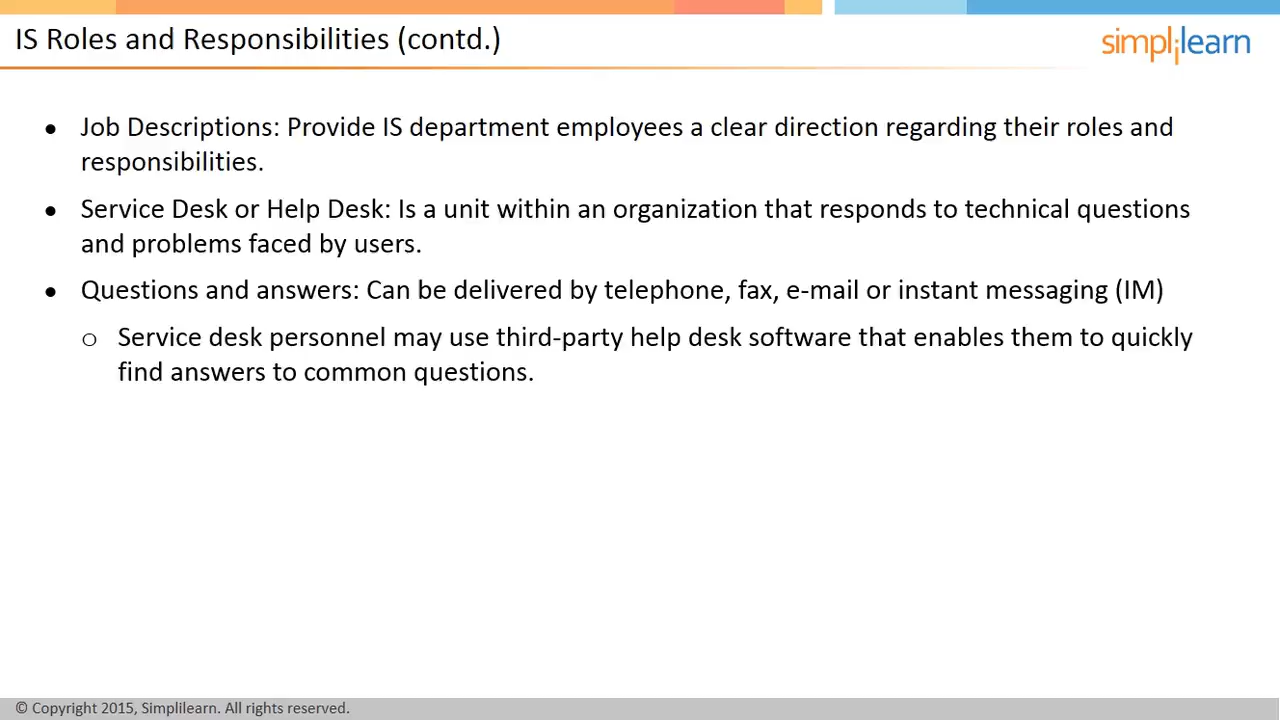 IS Roles and Responsibilities (contd.)
simplilearn
● Job Descriptions: Provide IS department employees a clear direction regarding their roles and
responsibilities.
● Service Desk or Help Desk: Is a unit within an organization that responds to technical questions
and problems faced by users.
● Questions and answers: Can be delivered by telephone, fax, e-mail or instant messaging (IM)
o Service desk personnel may use third-party help desk software that enables them to quickly
find answers to common questions.
© Copyright 2015, Simplilearn. All rights reserved.